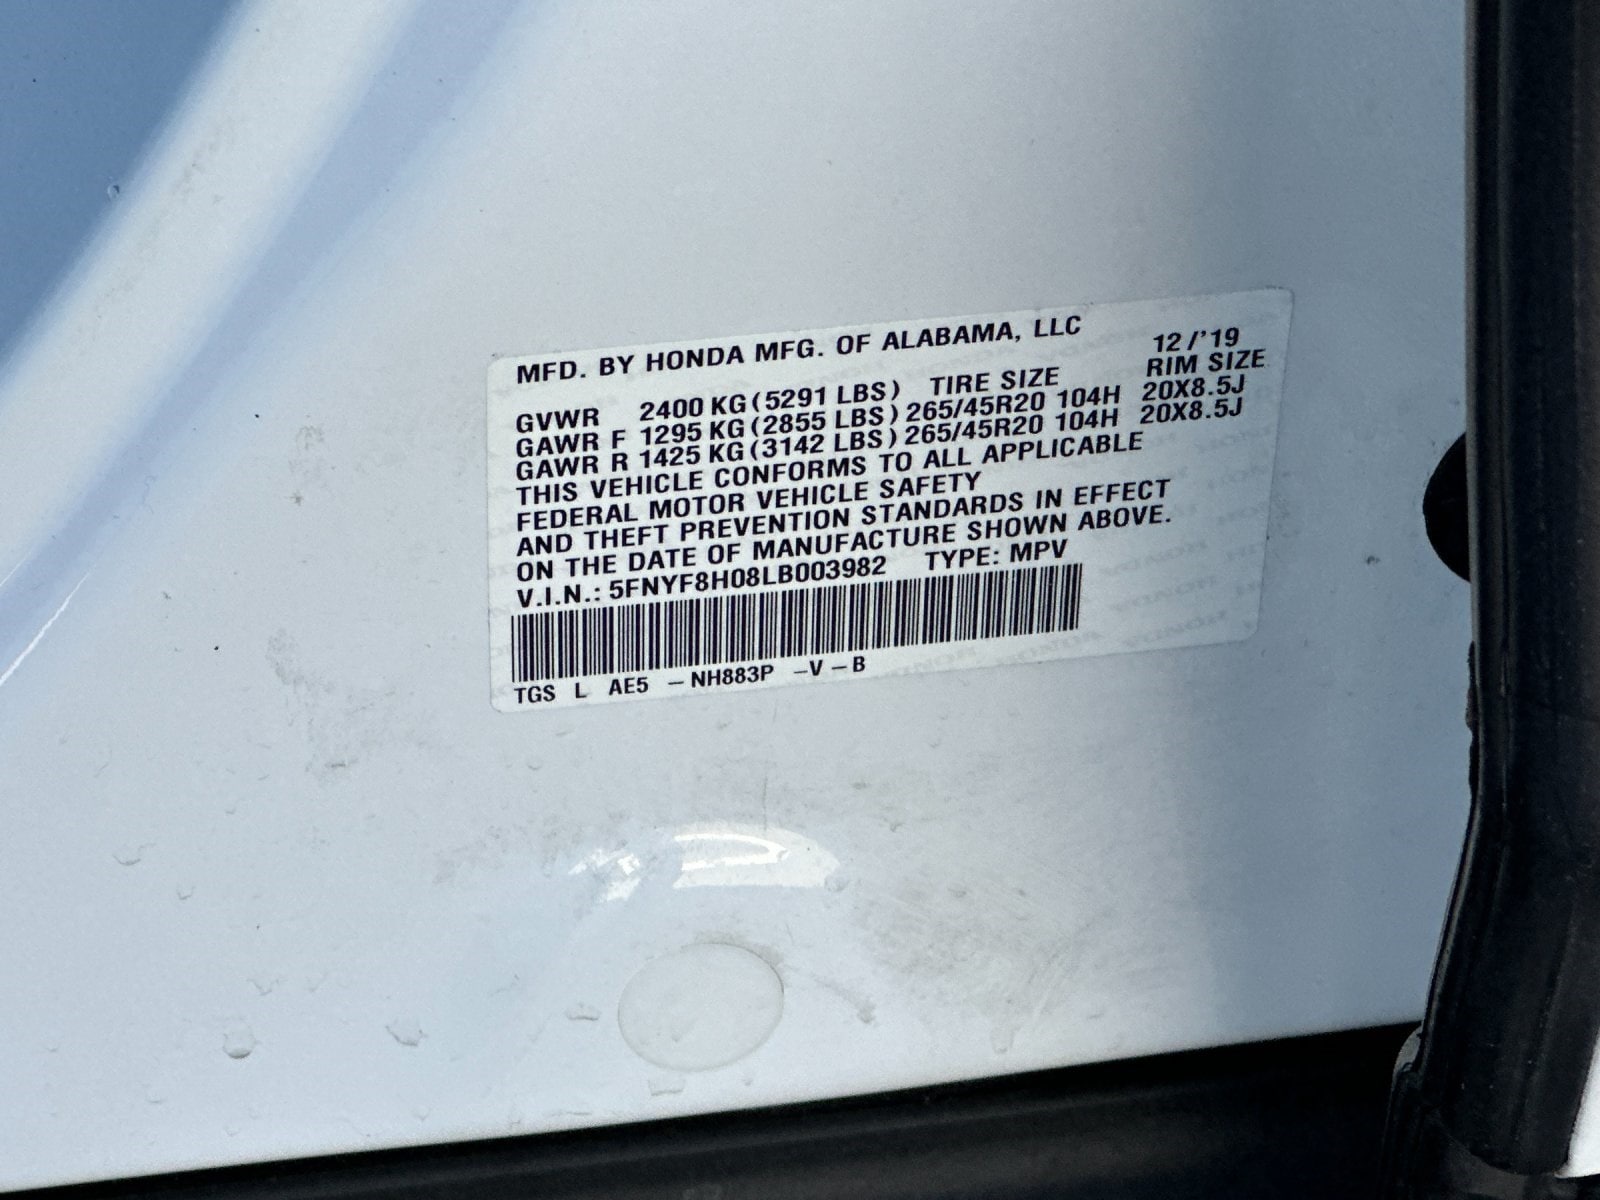 MFD. BY HONDA MFG. OF ALABAMA, LLC 12/'19
GVWR 2400 KG (5291 LBS) TIRE SIZE RIM SIZE
GAWR F 1295 KG (2855 LBS) 265/45R20 104H 20X8.5J
GAWR R 1425 KG (3142 LBS) 265/45R20 104H 20X8.5J
THIS VEHICLE CONFORMS TO ALL APPLICABLE
FEDERAL MOTOR VEHICLE SAFETY
AND THEFT PREVENTION STANDARDS IN EFFECT
ON THE DATE OF MANUFACTURE SHOWN ABOVE.
V.I.N.: 5FNYF8H08LB003982 TYPE: MPV
TGS L AE5 -NH883P -V-B